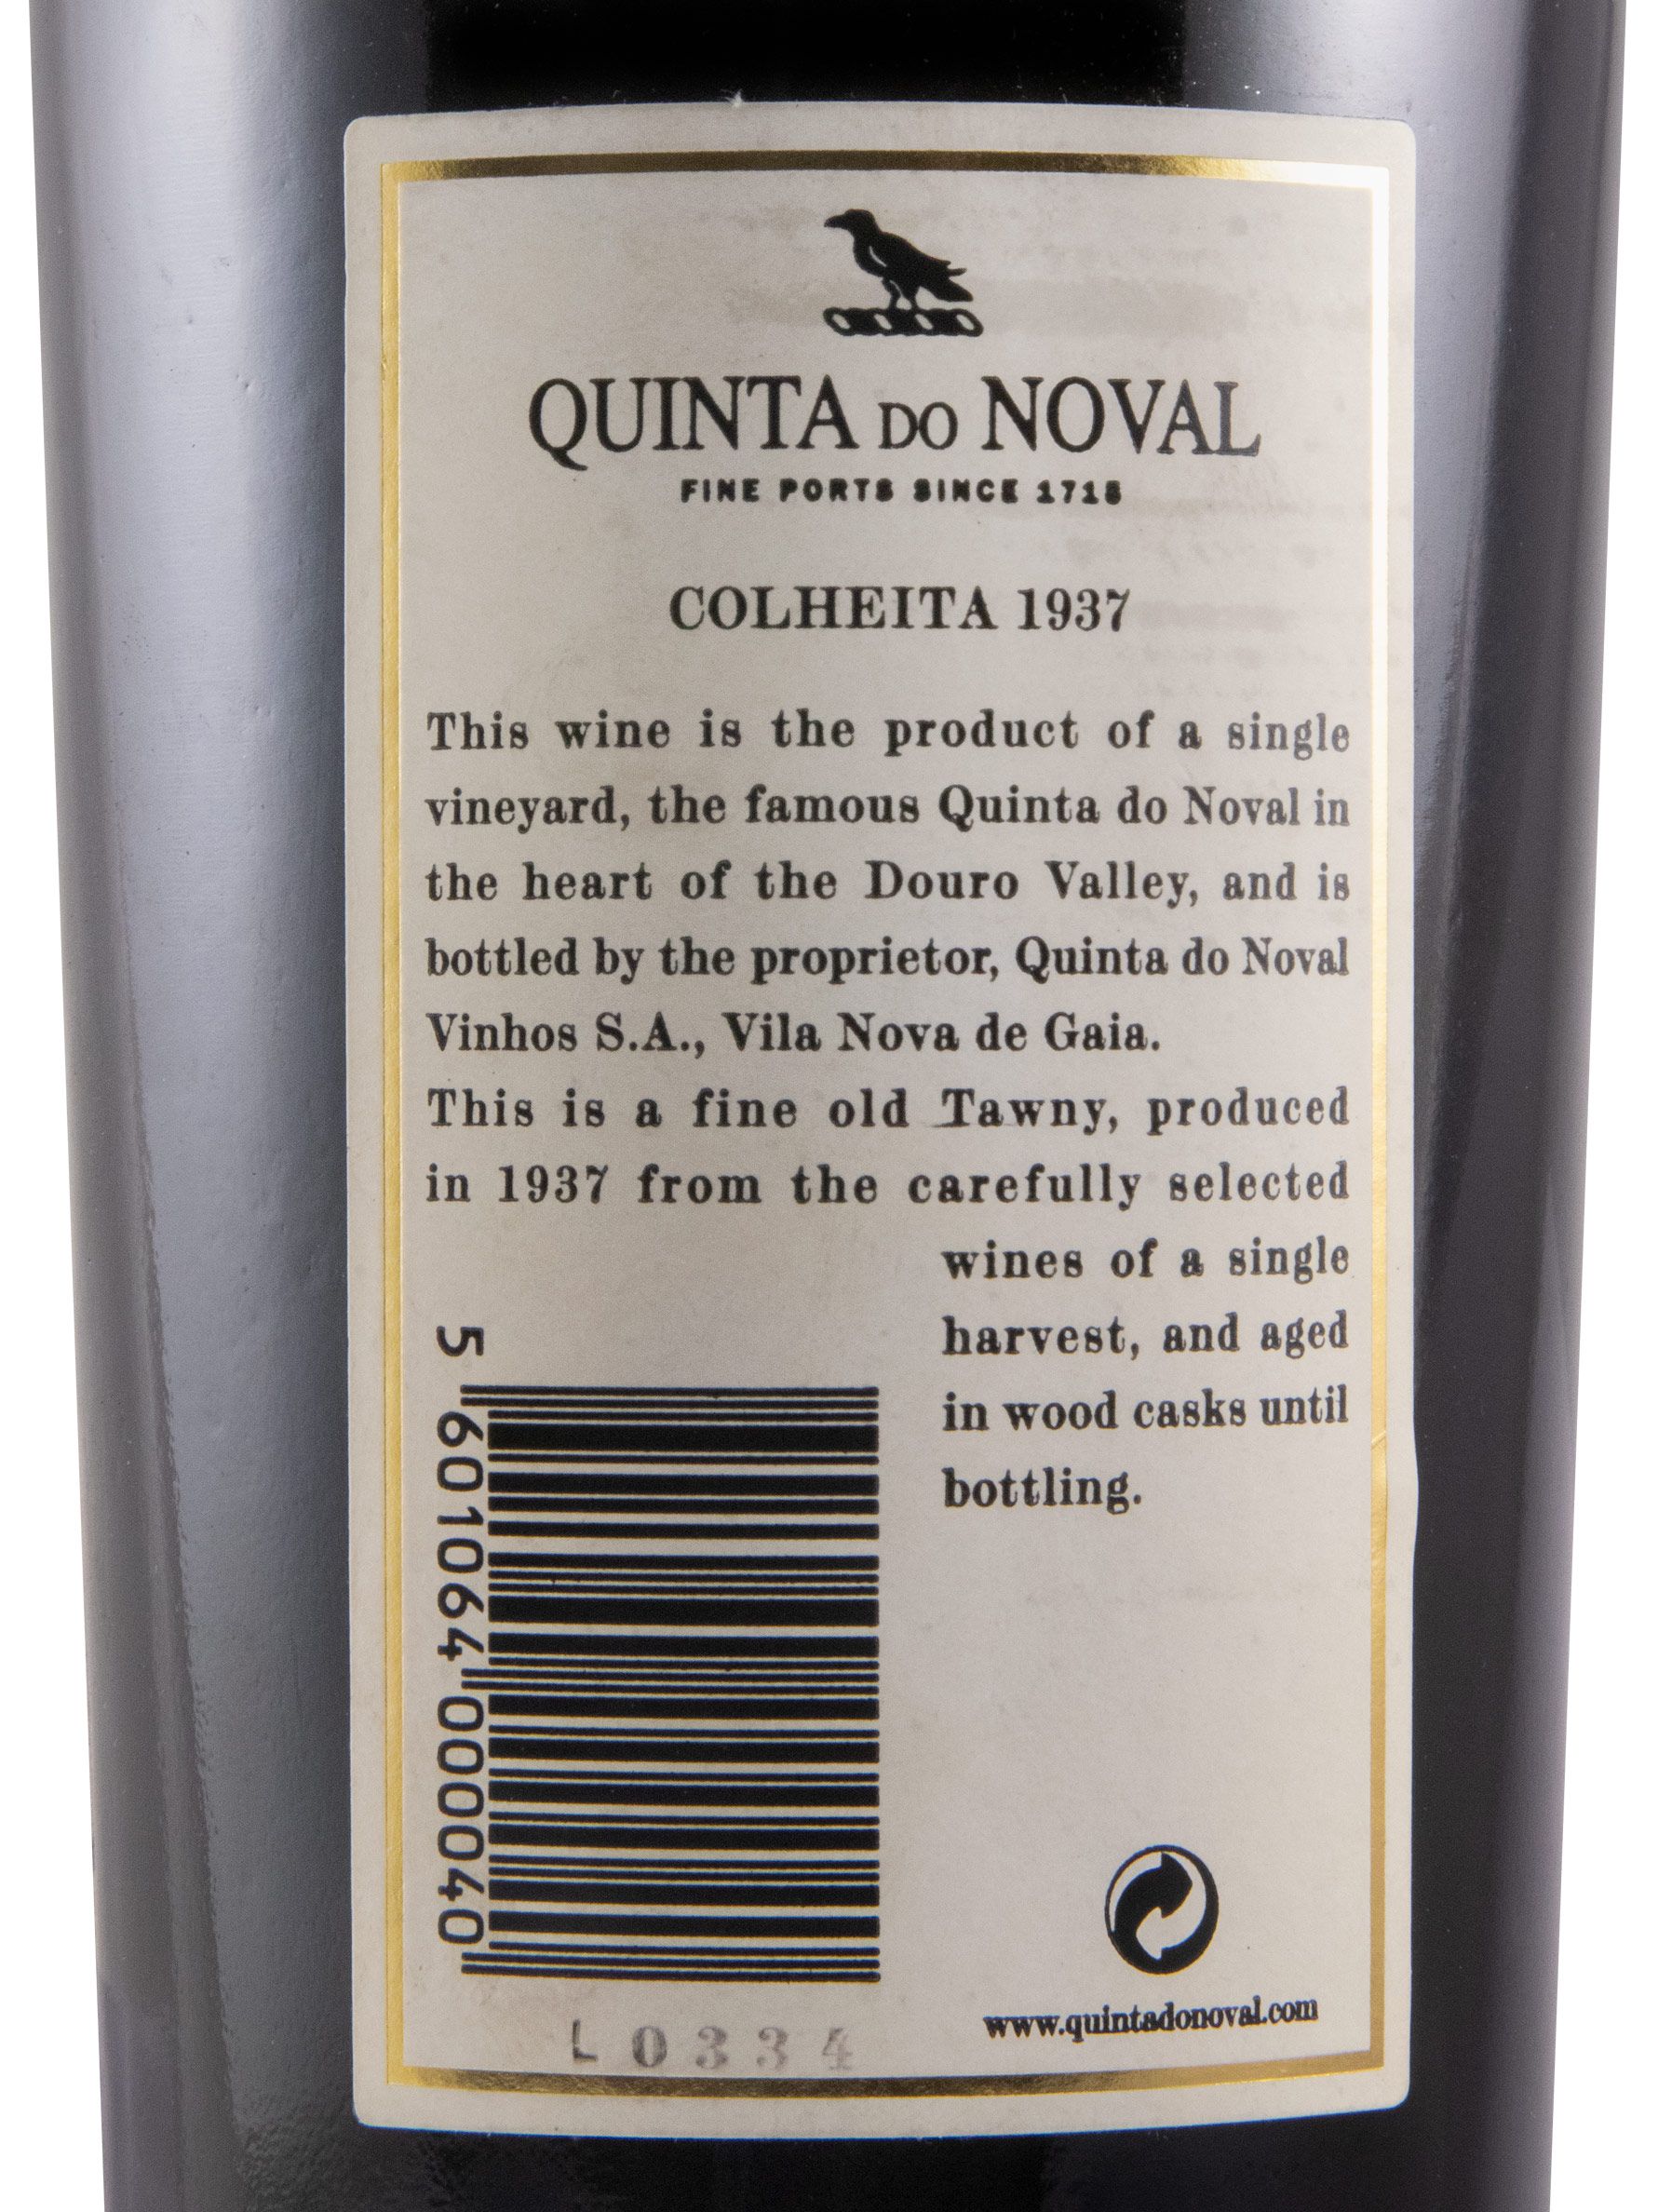 QUINTA DO NOVAL
FINE PORTS SINCE 1715
COLHEITA 1937
This wine is the product of a single
vineyard, the famous Quinta do Noval in
the heart of the Douro Valley, and is
bottled by the proprietor, Quinta do Noval
Vinhos S.A., Vila Nova de Gaia.
This is a fine old Tawny, produced
in 1937 from the carefully selected
wines of a single
harvest, and aged
in wood casks until
bottling.
5 601064 000040
www.quintadonoval.com
L 0334